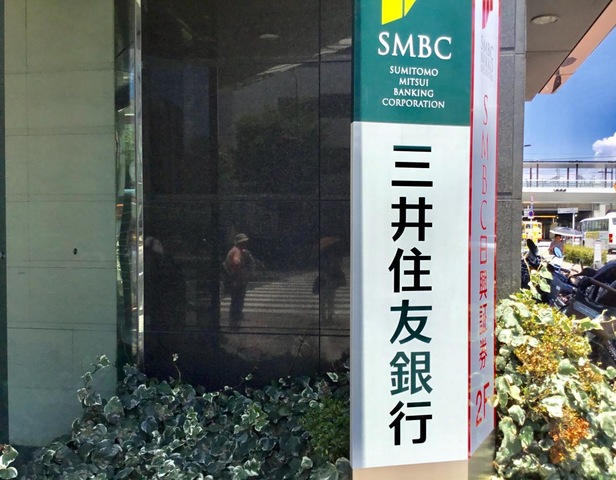 SMBC
SUMITOMO
MITSUI
BANKING
CORPORATION
三井住友銀行
SMBC日興証券
2F